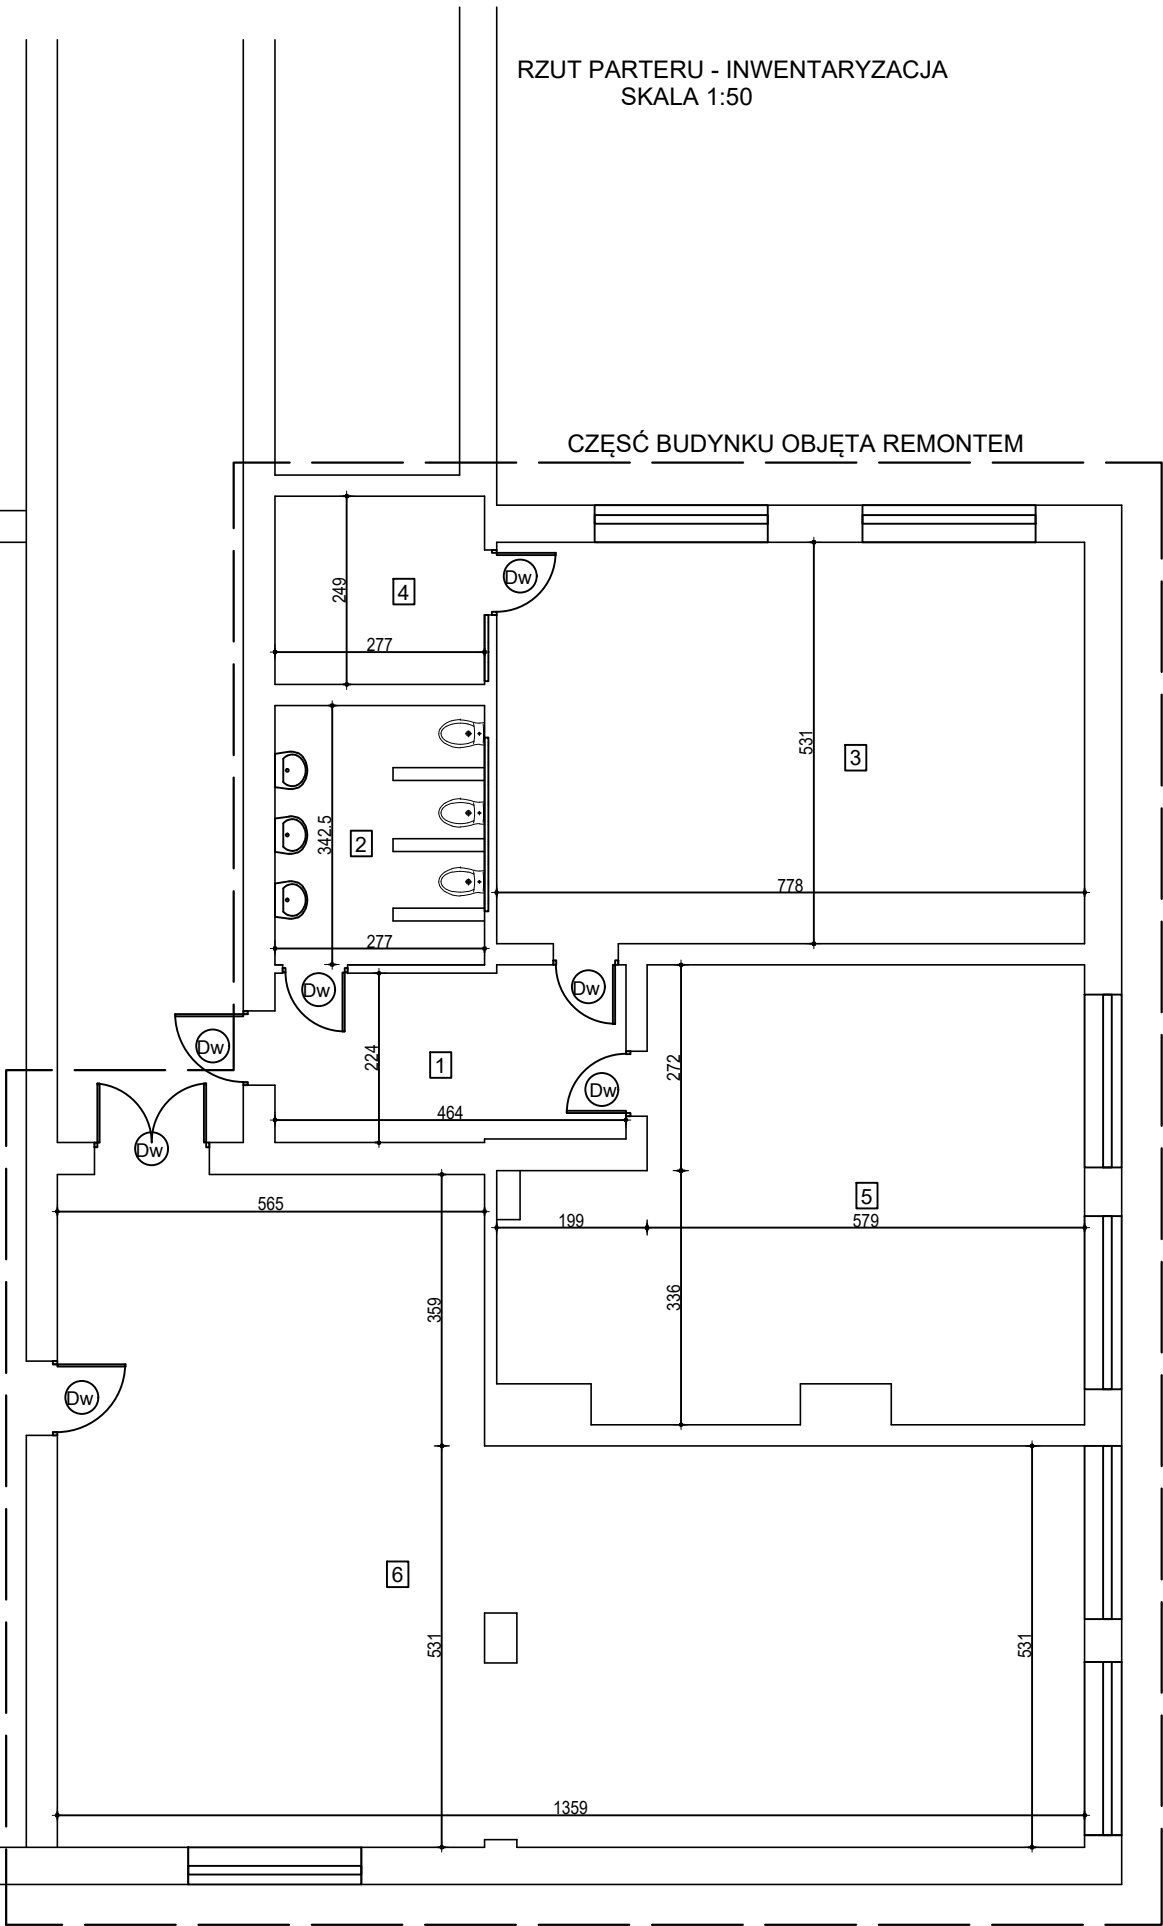 RZUT PARTERU - INWENTARYZACJA
SKALA 1:50
CZĘSĆ BUDYNKU OBJĘTA REMONTEM
Dw
249
4
277
531
3
342.5
2
778
277
Dw
Dw
Dw
224
1
272
Dw
464
Dw
565
5
199
579
359
336
Dw
6
531
531
1359